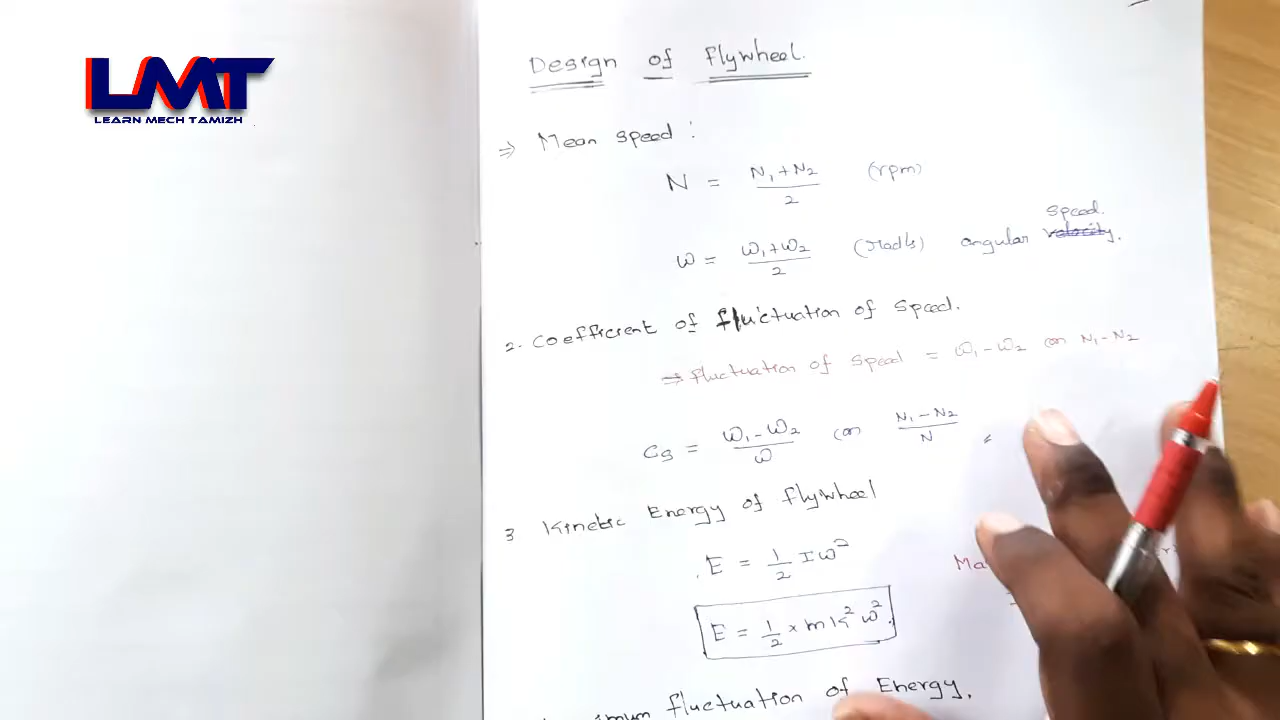 LMT
LEARN MECH TAMIZH
Design of flywheel.
⇒ Mean speed :
N = N₁+N₂/2 (rpm)
speed.
ω = ω₁+ω₂/2 (rad/s) angular velocity.
2. Coefficient of fluctuation of speed.
⇒ fluctuation of speed = ω₁-ω₂ (or) N₁-N₂
Cs = ω₁-ω₂/ω (or) N₁-N₂/N
3 Kinetic Energy of flywheel
E = 1/2 Iω²
E = 1/2 × mk²ω².
fluctuation of Energy.